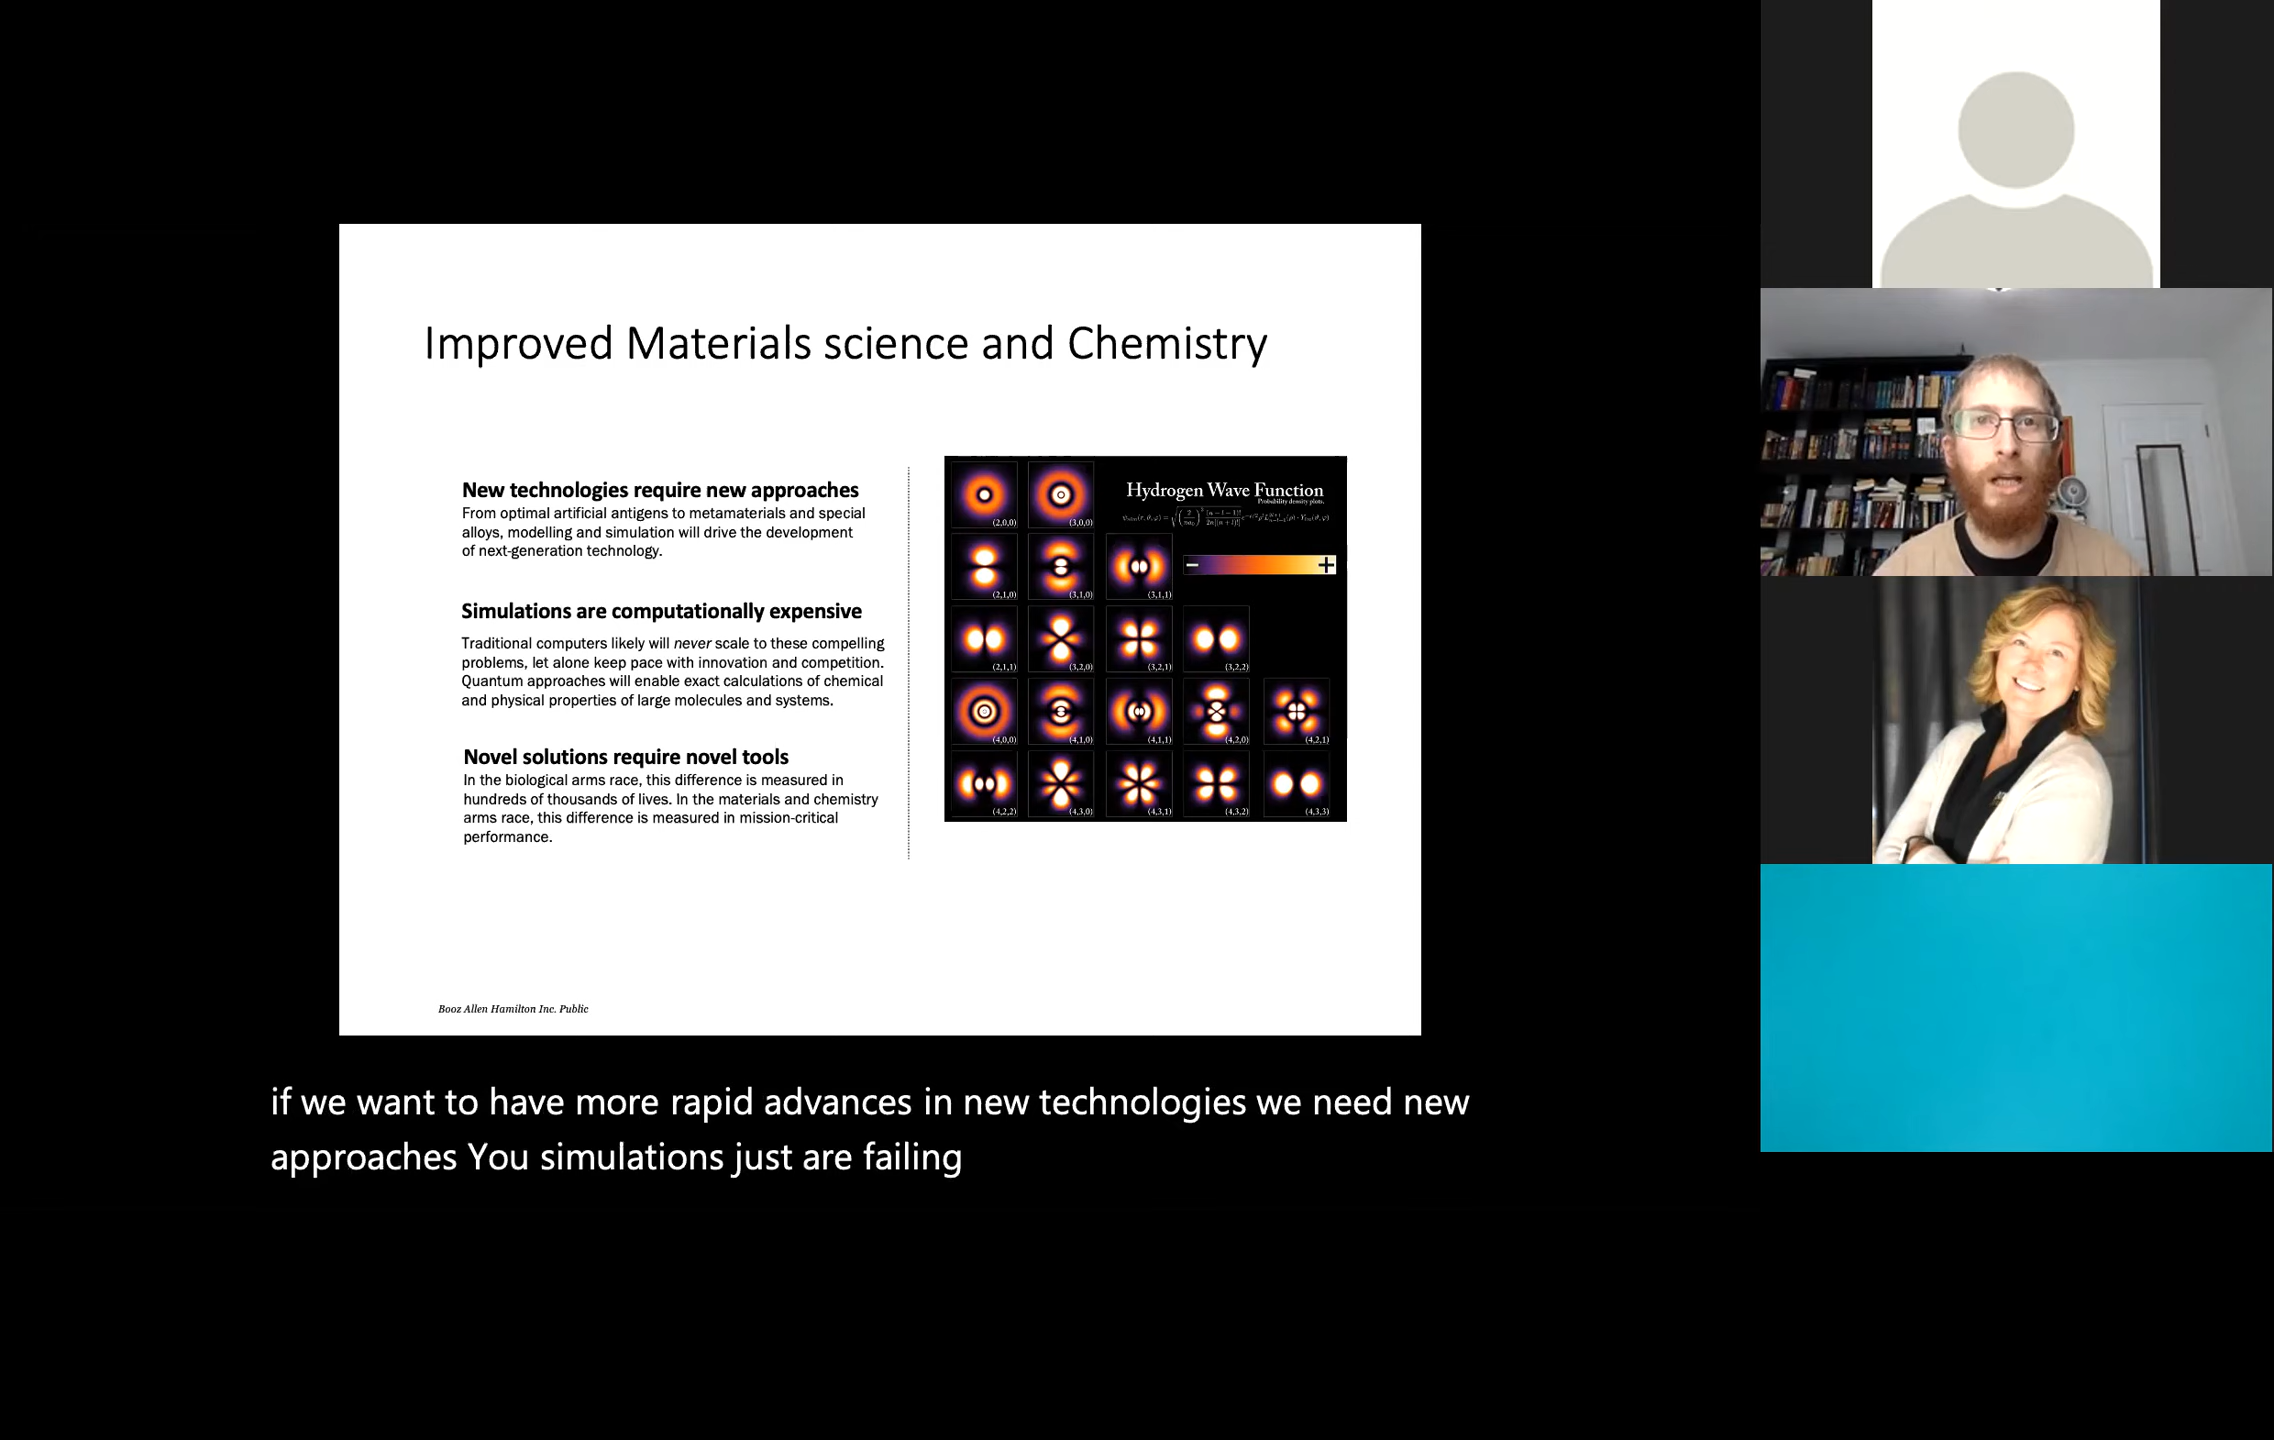 Improved Materials science and Chemistry
New technologies require new approaches
From optimal artificial antigens to metamaterials and special
alloys, modelling and simulation will drive the development
of next-generation technology.
Simulations are computationally expensive
Traditional computers likely will never scale to these compelling
problems, let alone keep pace with innovation and competition.
Quantum approaches will enable exact calculations of chemical
and physical properties of large molecules and systems.
Novel solutions require novel tools
In the biological arms race, this difference is measured in
hundreds of thousands of lives. In the materials and chemistry
arms race, this difference is measured in mission-critical
performance.
Hydrogen Wave Function
Probability density plots.
− +
(2,0,0) (3,0,0)
(2,1,0) (3,1,0) (3,1,1)
(2,1,1) (3,2,0) (3,2,1) (3,2,2)
(4,0,0) (4,1,0) (4,1,1) (4,2,0) (4,2,1)
(4,2,2) (4,3,0) (4,3,1) (4,3,2) (4,3,3)
Booz Allen Hamilton Inc. Public
if we want to have more rapid advances in new technologies we need new
approaches You simulations just are failing